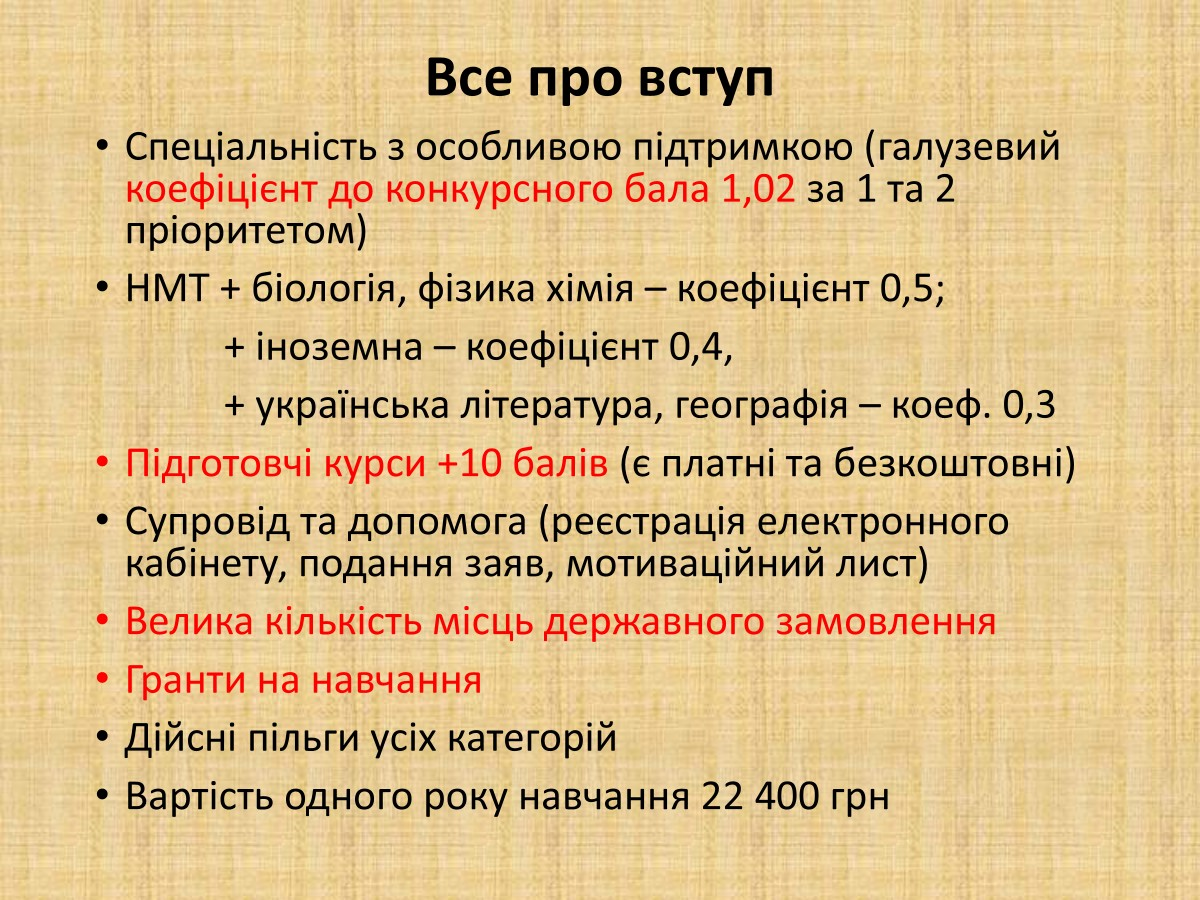 Все про вступ
• Спеціальність з особливою підтримкою (галузевий
коефіцієнт до конкурсного бала 1,02 за 1 та 2
пріоритетом)
• НМТ + біологія, фізика хімія – коефіцієнт 0,5;
+ іноземна – коефіцієнт 0,4,
+ українська література, географія – коеф. 0,3
• Підготовчі курси +10 балів (є платні та безкоштовні)
• Супровід та допомога (реєстрація електронного
кабінету, подання заяв, мотиваційний лист)
• Велика кількість місць державного замовлення
• Гранти на навчання
• Дійсні пільги усіх категорій
• Вартість одного року навчання 22 400 грн